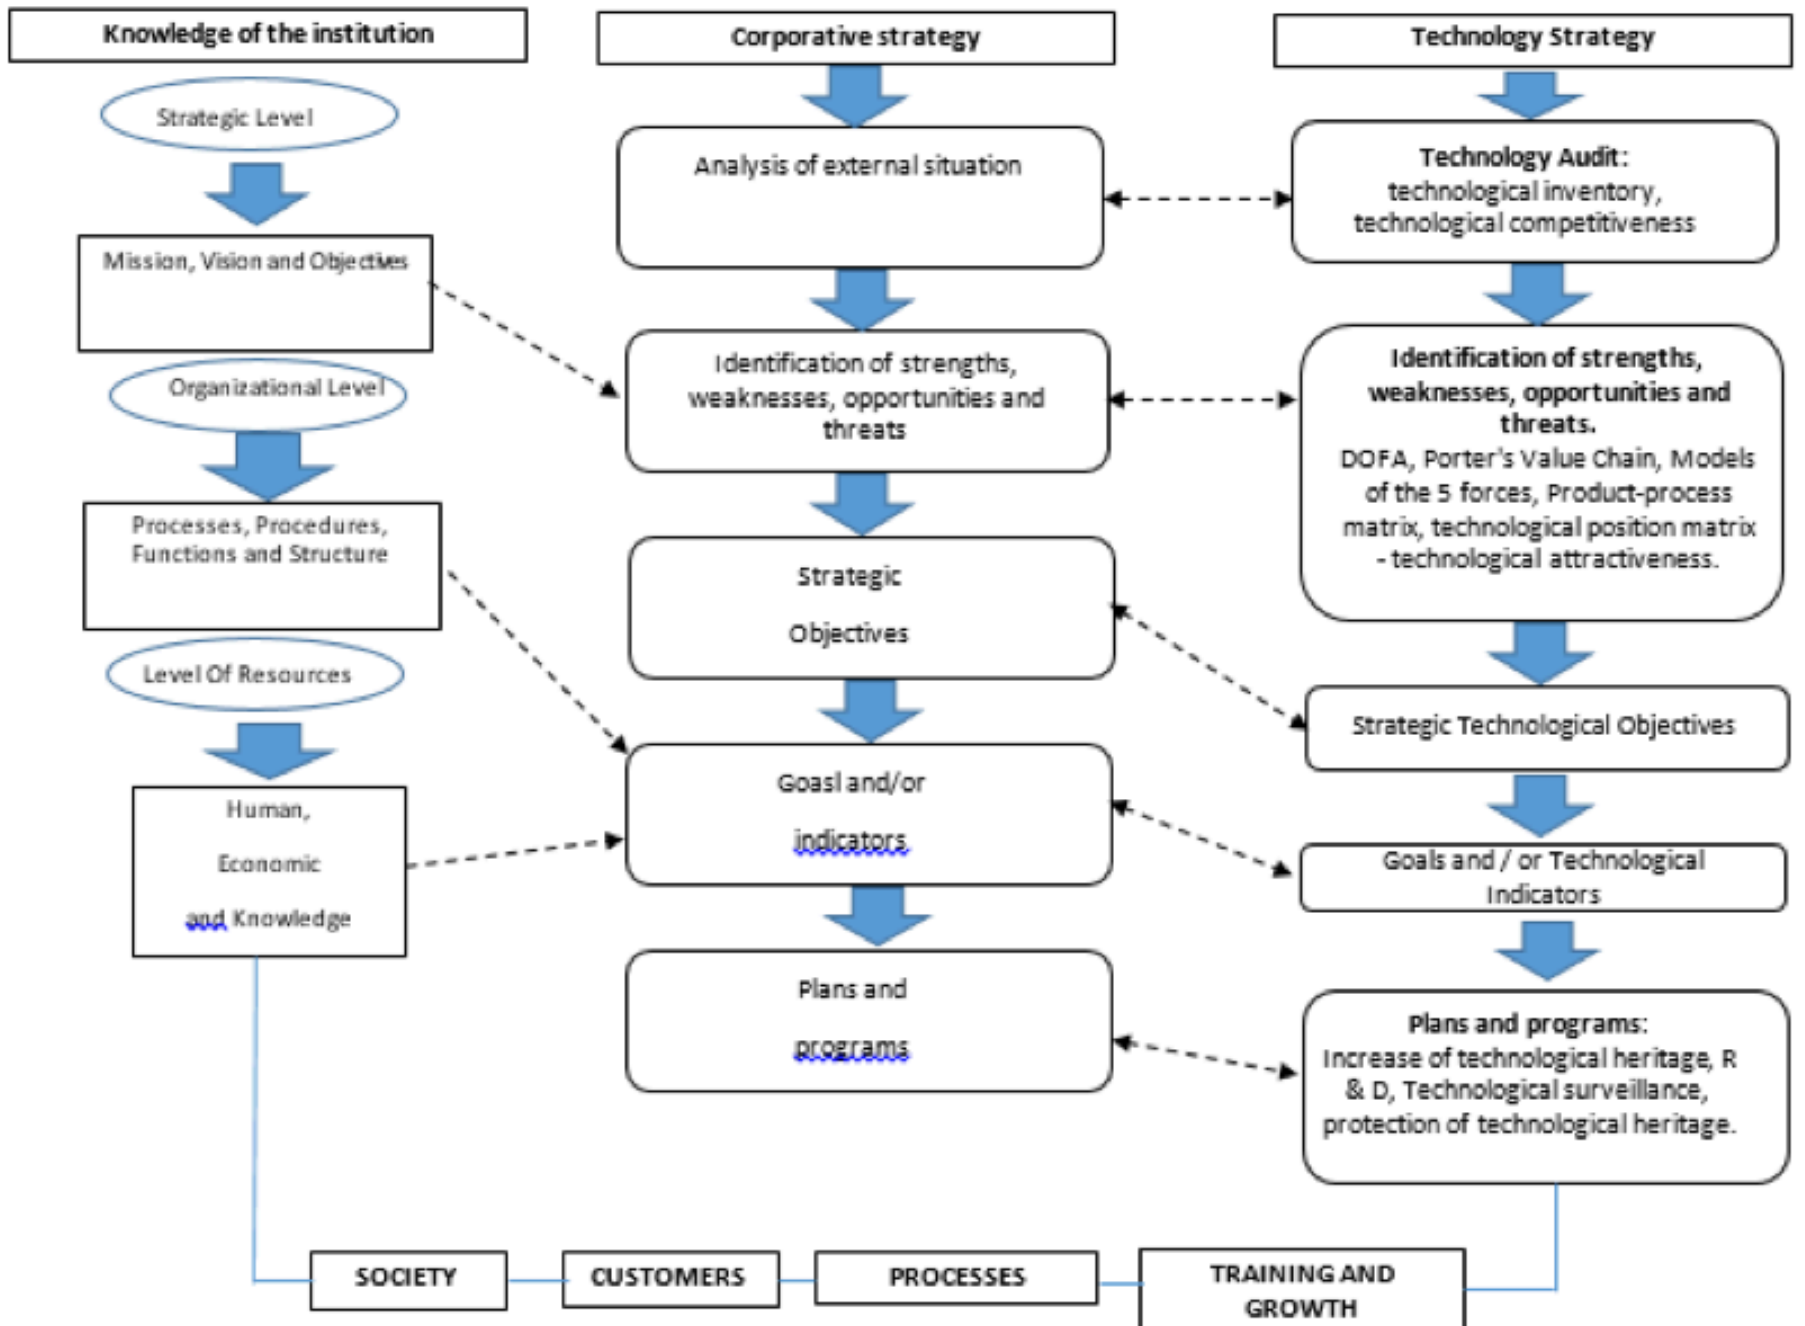 Knowledge of the institution
Strategic Level
Mission, Vision and Objectives
Organizational Level
Processes, Procedures,
Functions and Structure
Level Of Resources
Human,
Economic
and Knowledge
Corporative strategy
Analysis of external situation
Identification of strengths,
weaknesses, opportunities and
threats
Strategic
Objectives
Goasl and/or
indicators
Plans and
programs
Technology Strategy
Technology Audit:
technological inventory,
technological competitiveness
Identification of strengths,
weaknesses, opportunities and
threats.
DOFA, Porter's Value Chain, Models
of the 5 forces, Product-process
matrix, technological position matrix
- technological attractiveness.
Strategic Technological Objectives
Goals and / or Technological
Indicators
Plans and programs:
Increase of technological heritage, R
& D, Technological surveillance,
protection of technological heritage.
SOCIETY
CUSTOMERS
PROCESSES
TRAINING AND
GROWTH